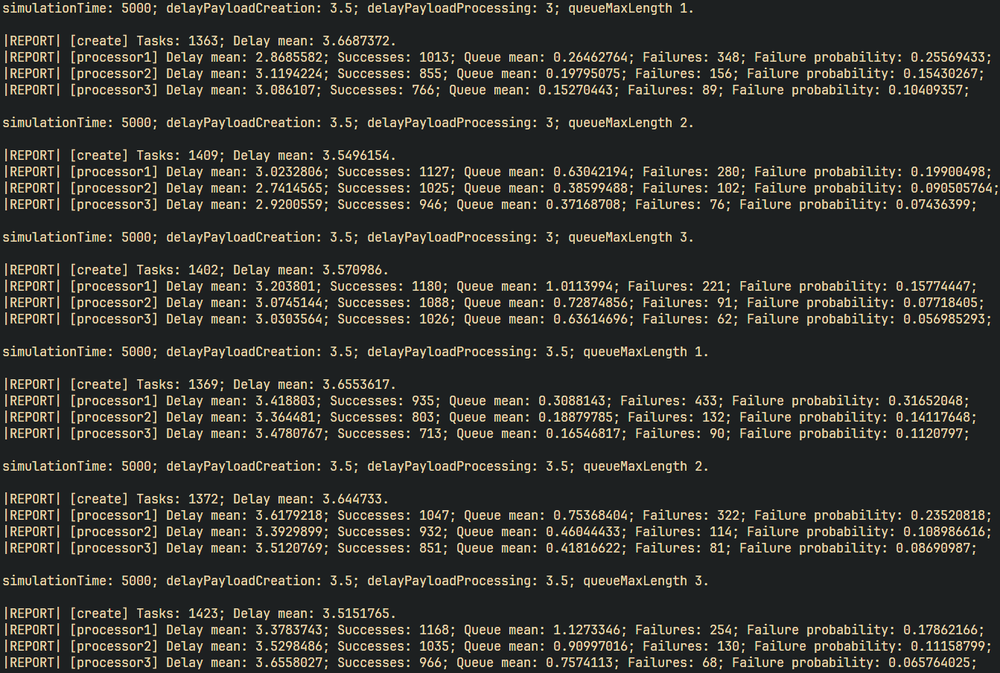 simulationTime: 5000; delayPayloadCreation: 3.5; delayPayloadProcessing: 3; queueMaxLength 1.
|REPORT| [create] Tasks: 1363; Delay mean: 3.6687372.
|REPORT| [processor1] Delay mean: 2.8685582; Successes: 1013; Queue mean: 0.26462764; Failures: 348; Failure probability: 0.25569433;
|REPORT| [processor2] Delay mean: 3.1194224; Successes: 855; Queue mean: 0.19795075; Failures: 156; Failure probability: 0.15430267;
|REPORT| [processor3] Delay mean: 3.086107; Successes: 766; Queue mean: 0.15270443; Failures: 89; Failure probability: 0.10409357;
simulationTime: 5000; delayPayloadCreation: 3.5; delayPayloadProcessing: 3; queueMaxLength 2.
|REPORT| [create] Tasks: 1409; Delay mean: 3.5496154.
|REPORT| [processor1] Delay mean: 3.0232806; Successes: 1127; Queue mean: 0.63042194; Failures: 280; Failure probability: 0.19900498;
|REPORT| [processor2] Delay mean: 2.7414565; Successes: 1025; Queue mean: 0.38599488; Failures: 102; Failure probability: 0.090505764;
|REPORT| [processor3] Delay mean: 2.9200559; Successes: 946; Queue mean: 0.37168708; Failures: 76; Failure probability: 0.07436399;
simulationTime: 5000; delayPayloadCreation: 3.5; delayPayloadProcessing: 3; queueMaxLength 3.
|REPORT| [create] Tasks: 1402; Delay mean: 3.570986.
|REPORT| [processor1] Delay mean: 3.203801; Successes: 1180; Queue mean: 1.0113994; Failures: 221; Failure probability: 0.15774447;
|REPORT| [processor2] Delay mean: 3.0745144; Successes: 1088; Queue mean: 0.72874856; Failures: 91; Failure probability: 0.07718405;
|REPORT| [processor3] Delay mean: 3.0303564; Successes: 1026; Queue mean: 0.63614696; Failures: 62; Failure probability: 0.056985293;
simulationTime: 5000; delayPayloadCreation: 3.5; delayPayloadProcessing: 3.5; queueMaxLength 1.
|REPORT| [create] Tasks: 1369; Delay mean: 3.6553617.
|REPORT| [processor1] Delay mean: 3.418803; Successes: 935; Queue mean: 0.3088143; Failures: 433; Failure probability: 0.31652048;
|REPORT| [processor2] Delay mean: 3.364481; Successes: 803; Queue mean: 0.18879785; Failures: 132; Failure probability: 0.14117648;
|REPORT| [processor3] Delay mean: 3.4780767; Successes: 713; Queue mean: 0.16546817; Failures: 90; Failure probability: 0.1120797;
simulationTime: 5000; delayPayloadCreation: 3.5; delayPayloadProcessing: 3.5; queueMaxLength 2.
|REPORT| [create] Tasks: 1372; Delay mean: 3.644733.
|REPORT| [processor1] Delay mean: 3.6179218; Successes: 1047; Queue mean: 0.75368404; Failures: 322; Failure probability: 0.23520818;
|REPORT| [processor2] Delay mean: 3.3929899; Successes: 932; Queue mean: 0.46044433; Failures: 114; Failure probability: 0.108986616;
|REPORT| [processor3] Delay mean: 3.5120769; Successes: 851; Queue mean: 0.41816622; Failures: 81; Failure probability: 0.08690987;
simulationTime: 5000; delayPayloadCreation: 3.5; delayPayloadProcessing: 3.5; queueMaxLength 3.
|REPORT| [create] Tasks: 1423; Delay mean: 3.5151765.
|REPORT| [processor1] Delay mean: 3.3783743; Successes: 1168; Queue mean: 1.1273346; Failures: 254; Failure probability: 0.17862166;
|REPORT| [processor2] Delay mean: 3.5298486; Successes: 1035; Queue mean: 0.90997016; Failures: 130; Failure probability: 0.11158799;
|REPORT| [processor3] Delay mean: 3.6558027; Successes: 966; Queue mean: 0.7574113; Failures: 68; Failure probability: 0.065764025;